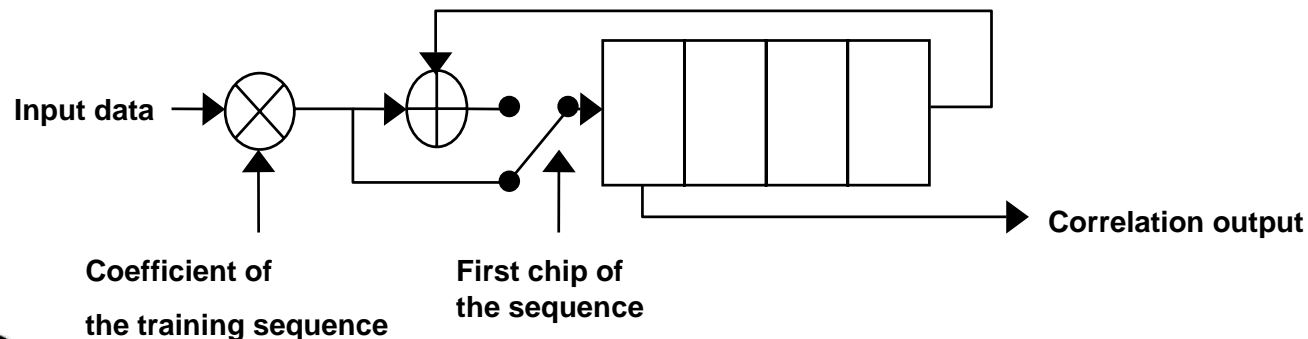 Input data
Correlation output
Coefficient of
the training sequence
First chip of
the sequence